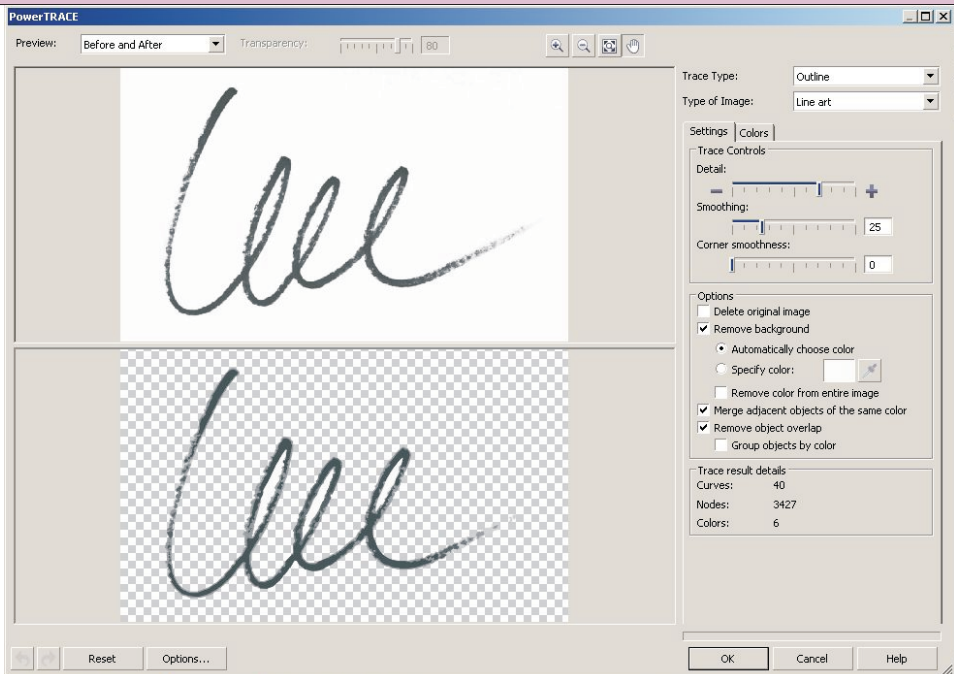 PowerTRACE
Preview: Before and After Transparency: 80
Trace Type: Outline
Type of Image: Line art
Settings Colors
Trace Controls
Detail:
Smoothing:
25
Corner smoothness:
0
Options
Delete original image
Remove background
Automatically choose color
Specify color:
Remove color from entire image
Merge adjacent objects of the same color
Remove object overlap
Group objects by color
Trace result details
Curves: 40
Nodes: 3427
Colors: 6
Reset Options... OK Cancel Help